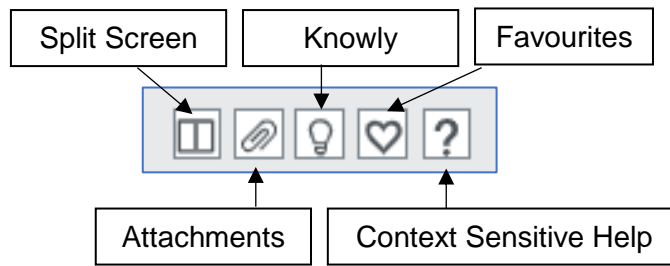 Split Screen
Knowly
Favourites
?
Attachments
Context Sensitive Help